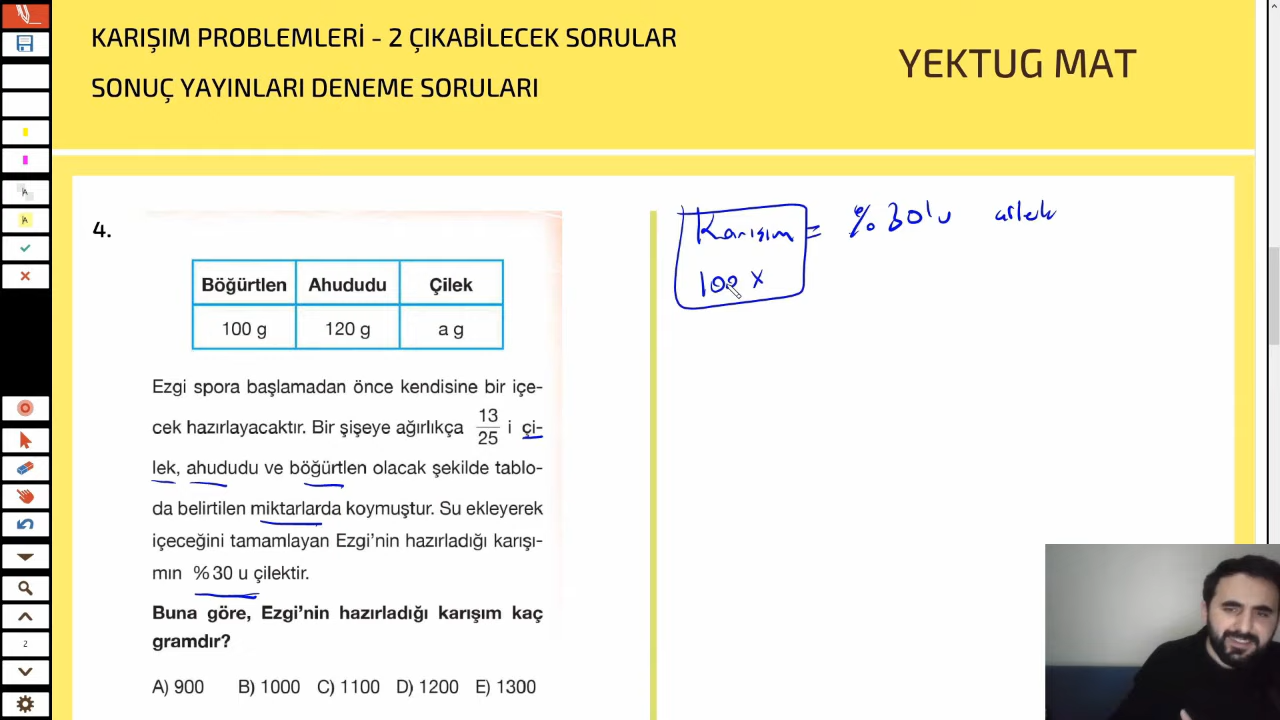 KARIŞIM PROBLEMLERİ - 2 ÇIKABİLECEK SORULAR
SONUÇ YAYINLARI DENEME SORULARI
YEKTUG MAT
4.
Böğürtlen Ahududu Çilek
100 g 120 g a g
Ezgi spora başlamadan önce kendisine bir içe-
cek hazırlayacaktır. Bir şişeye ağırlıkça 13/25 i çi-
lek, ahududu ve böğürtlen olacak şekilde tablo-
da belirtilen miktarlarda koymuştur. Su ekleyerek
içeceğini tamamlayan Ezgi'nin hazırladığı karışı-
mın %30 u çilektir.
Buna göre, Ezgi'nin hazırladığı karışım kaç
gramdır?
A) 900 B) 1000 C) 1100 D) 1200 E) 1300
Karışım = % 30'u çilek
100 x
2